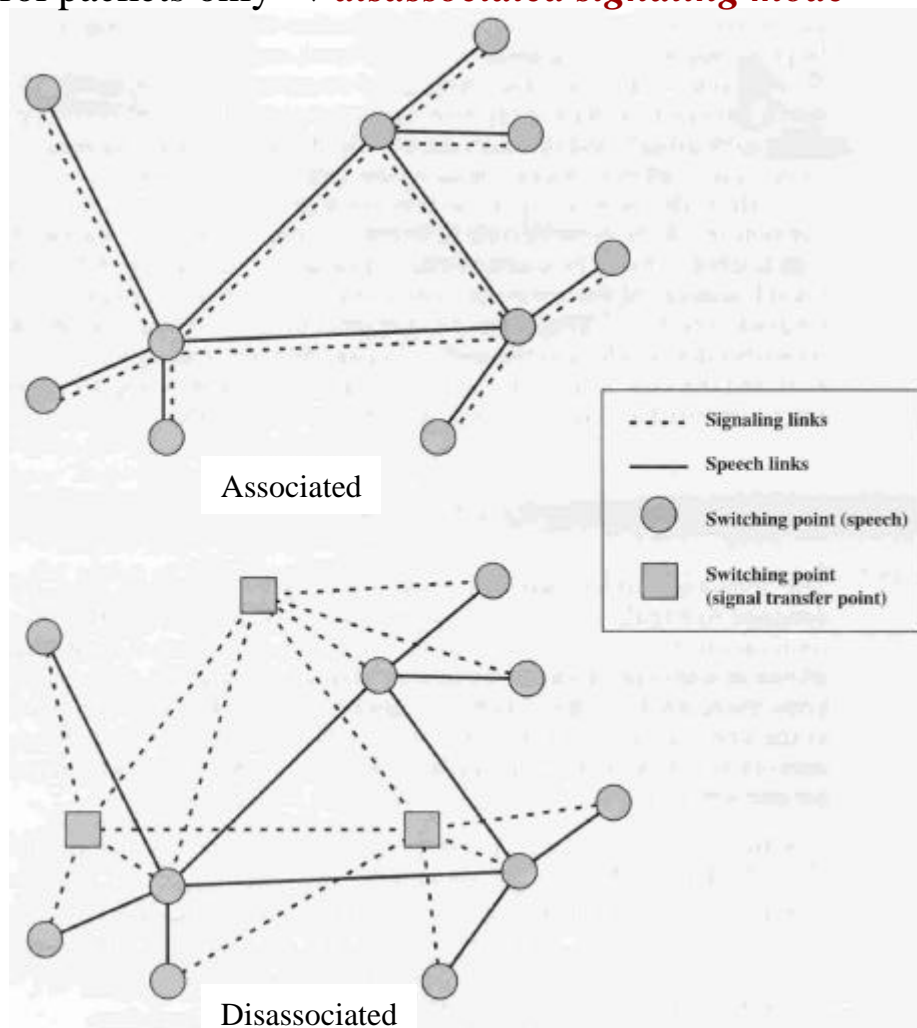 for packets only → disassociated signaling mode
Associated
Signaling links
Speech links
Switching point (speech)
Switching point
(signal transfer point)
Disassociated